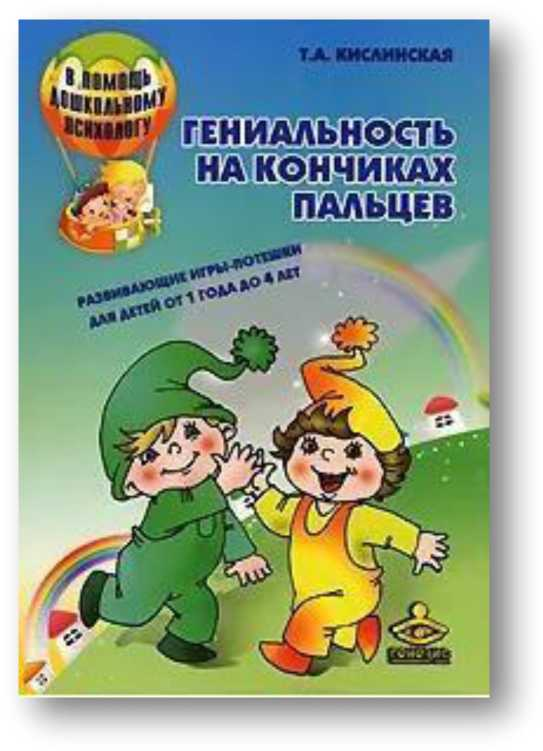 Т.А. КИСЛИНСКАЯ
В ПОМОЩЬ
ДОШКОЛЬНОМУ
ПСИХОЛОГУ
ГЕНИАЛЬНОСТЬ
НА КОНЧИКАХ
ПАЛЬЦЕВ
РАЗВИВАЮЩИЕ ИГРЫ-ПОТЕШКИ
ДЛЯ ДЕТЕЙ ОТ 1 ГОДА ДО 4 ЛЕТ